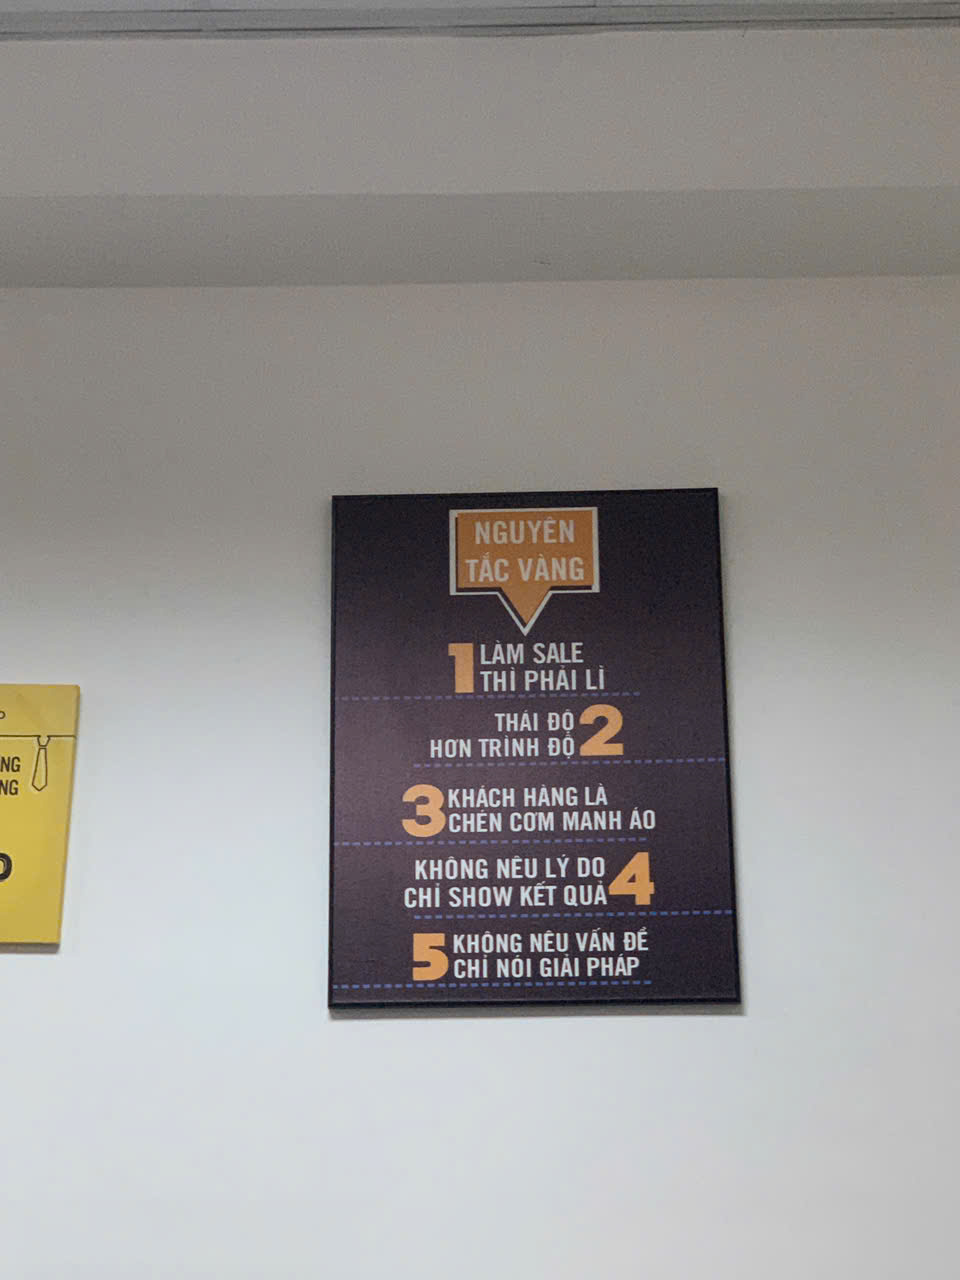 NGUYÊN
TẮC VÀNG
1 LÀM SALE
THÌ PHẢI LÌ
THÁI ĐỘ 2
HƠN TRÌNH ĐỘ
3 KHÁCH HÀNG LÀ
CHÉN CƠM MANH ÁO
KHÔNG NÊU LÝ DO 4
CHỈ SHOW KẾT QUẢ
5 KHÔNG NÊU VẤN ĐỀ
CHỈ NÓI GIẢI PHÁP